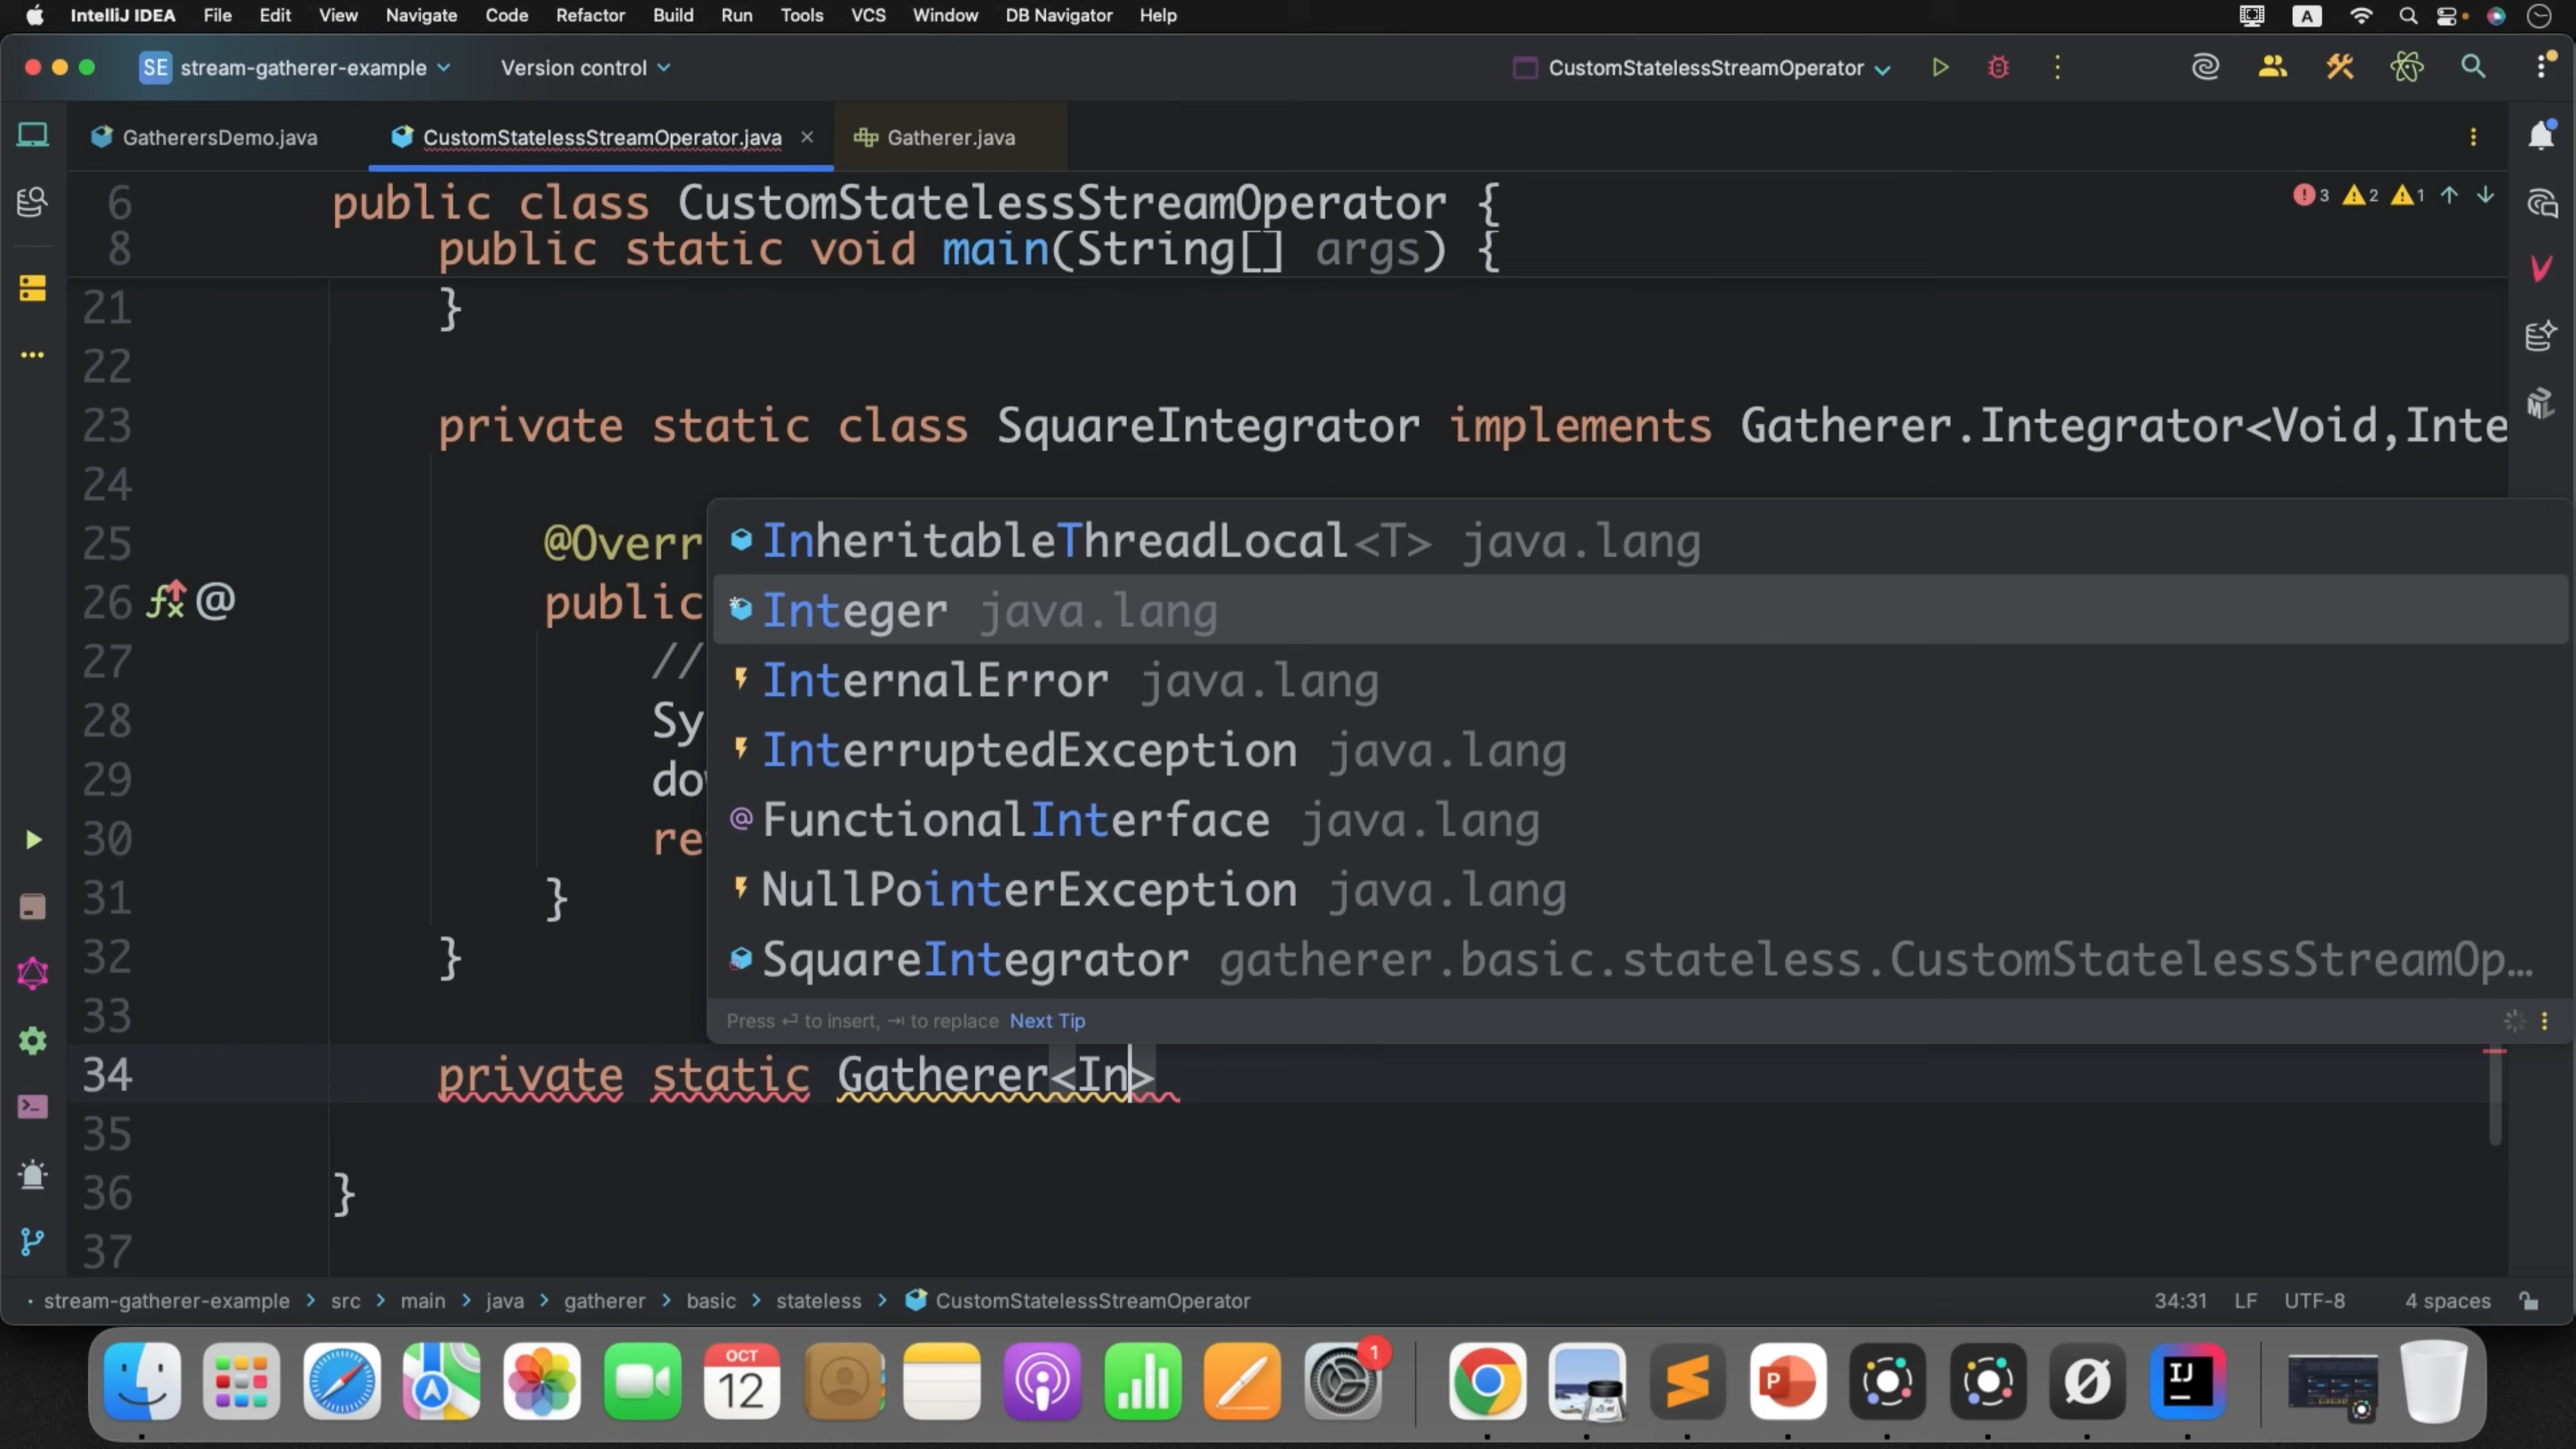 IntelliJ IDEA File Edit View Navigate Code Refactor Build Run Tools VCS Window DB Navigator Help A
SE stream-gatherer-example Version control CustomStatelessStreamOperator
GatherersDemo.java CustomStatelessStreamOperator.java Gatherer.java
6 public class CustomStatelessStreamOperator { 3 2 1
8 public static void main(String[] args) {
21 }
22
23 private static class SquareIntegrator implements Gatherer.Integrator<Void,Inte
24
InheritableThreadLocal<T> java.lang
25 @Overr
Integer java.lang
26 public
27 //
InternalError java.lang
28 Sy
InterruptedException java.lang
29 do
FunctionalInterface java.lang
30 re
NullPointerException java.lang
31 }
SquareIntegrator gatherer.basic.stateless.CustomStatelessStreamOp…
32 }
33 Press ⏎ to insert, ⇥ to replace Next Tip
34 private static Gatherer<In>
35
36 }
37
stream-gatherer-example > src > main > java > gatherer > basic > stateless > CustomStatelessStreamOperator 34:31 LF UTF-8 4 spaces
OCT
12
1
P
IJ